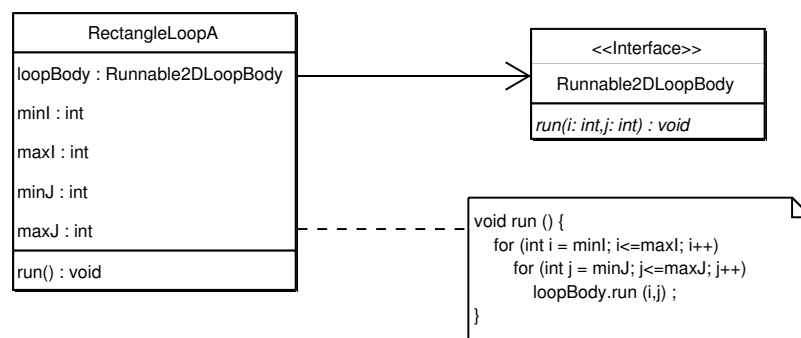 RectangleLoopA
loopBody : Runnable2DLoopBody
minI : int
maxI : int
minJ : int
maxJ : int
run() : void
<<Interface>>
Runnable2DLoopBody
run(i: int,j: int) : void
void run () {
for (int i = minI; i<=maxI; i++)
for (int j = minJ; j<=maxJ; j++)
loopBody.run (i,j) ;
}